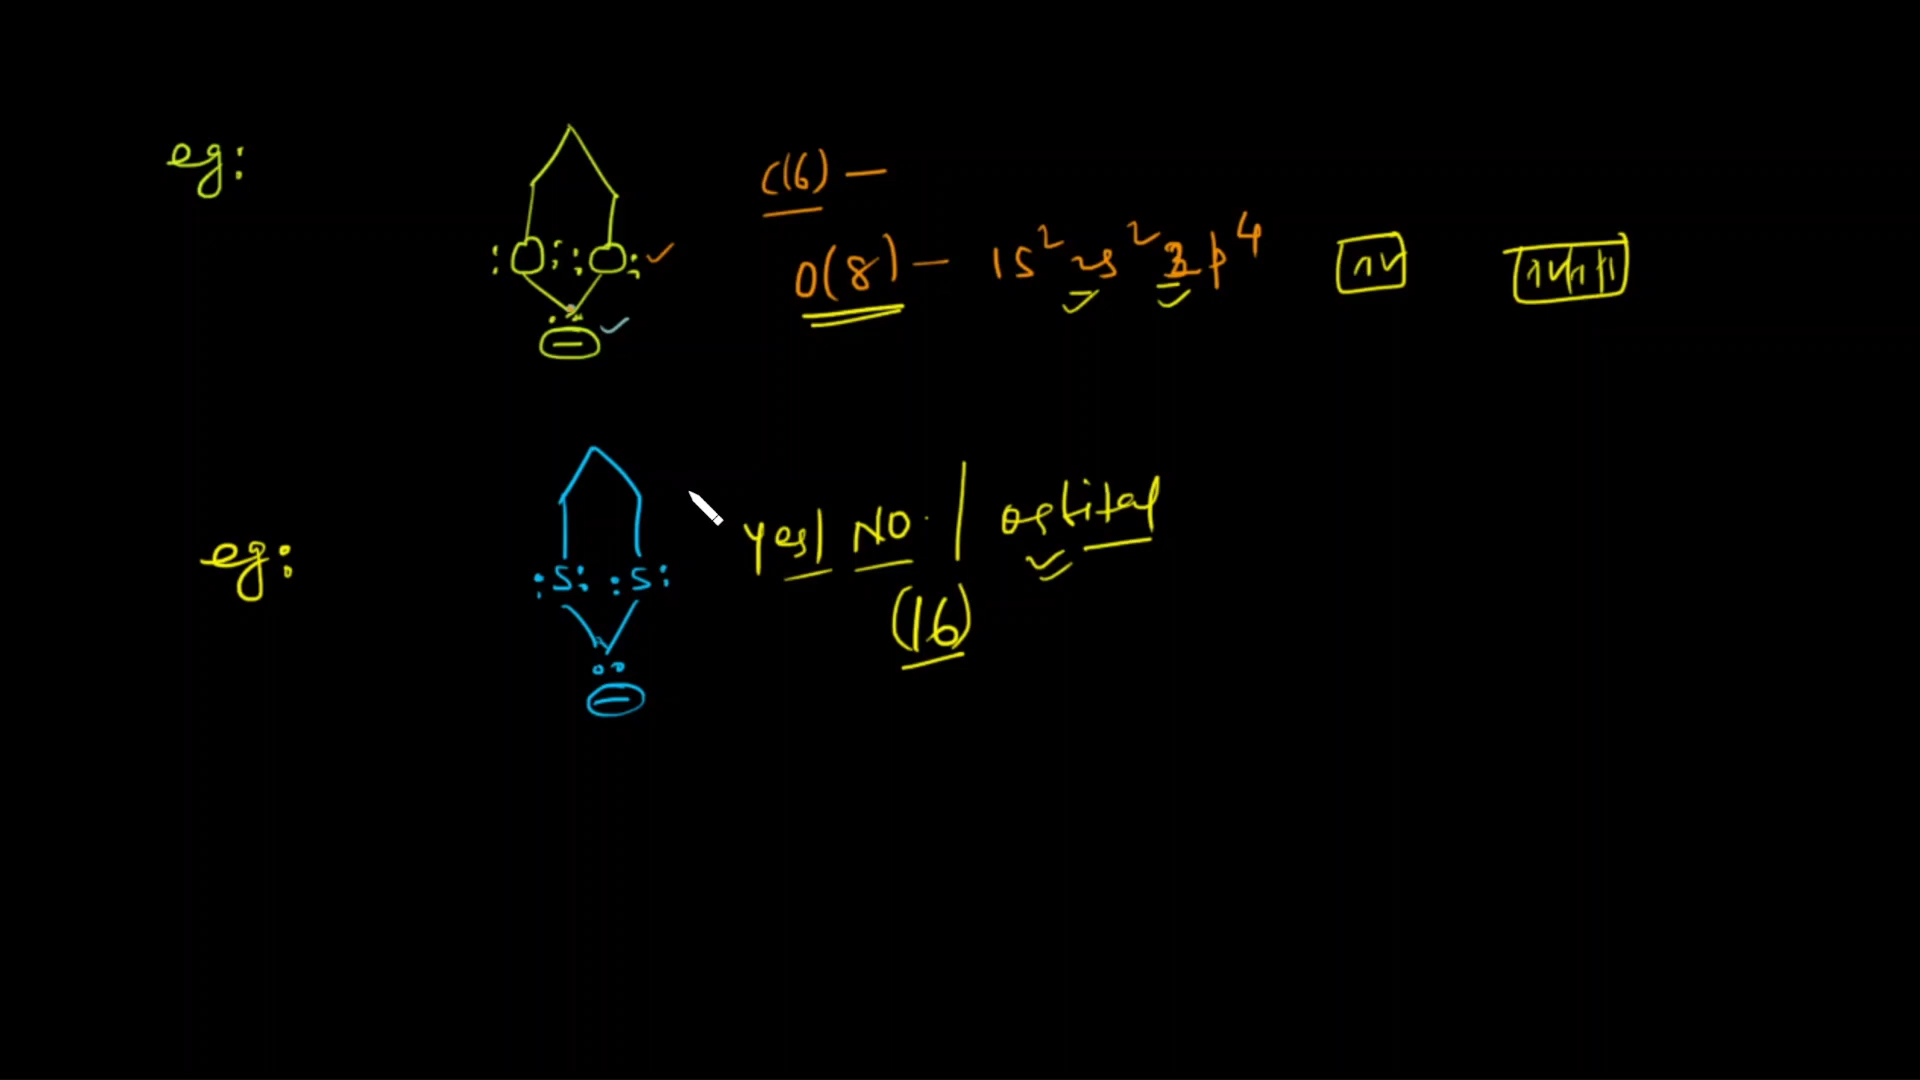 eg:
C(6) —
:O: :O:
O(8) — 1s² 2s² 2p⁴
eg:
yes| NO. | orbital
:S: :S:
(16)